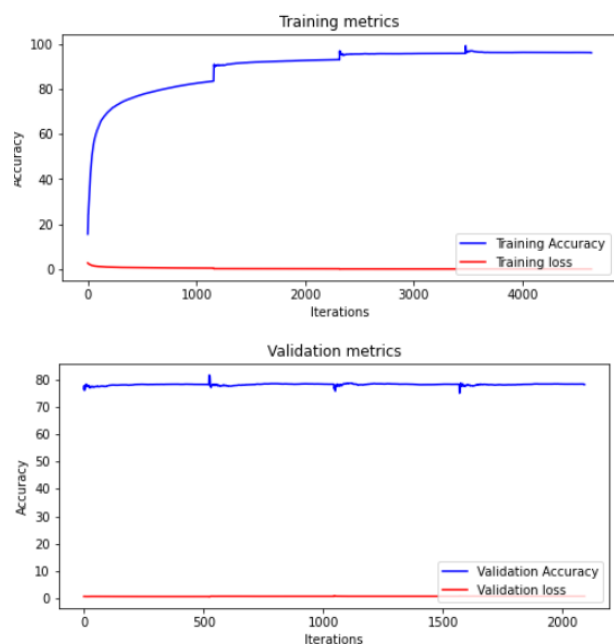 Training metrics
100
80
60
40
20
0
Accuracy
0 1000 2000 3000 4000
Iterations
Training Accuracy
Training loss
Validation metrics
80
70
60
50
40
30
20
10
0
Accuracy
0 500 1000 1500 2000
Iterations
Validation Accuracy
Validation loss